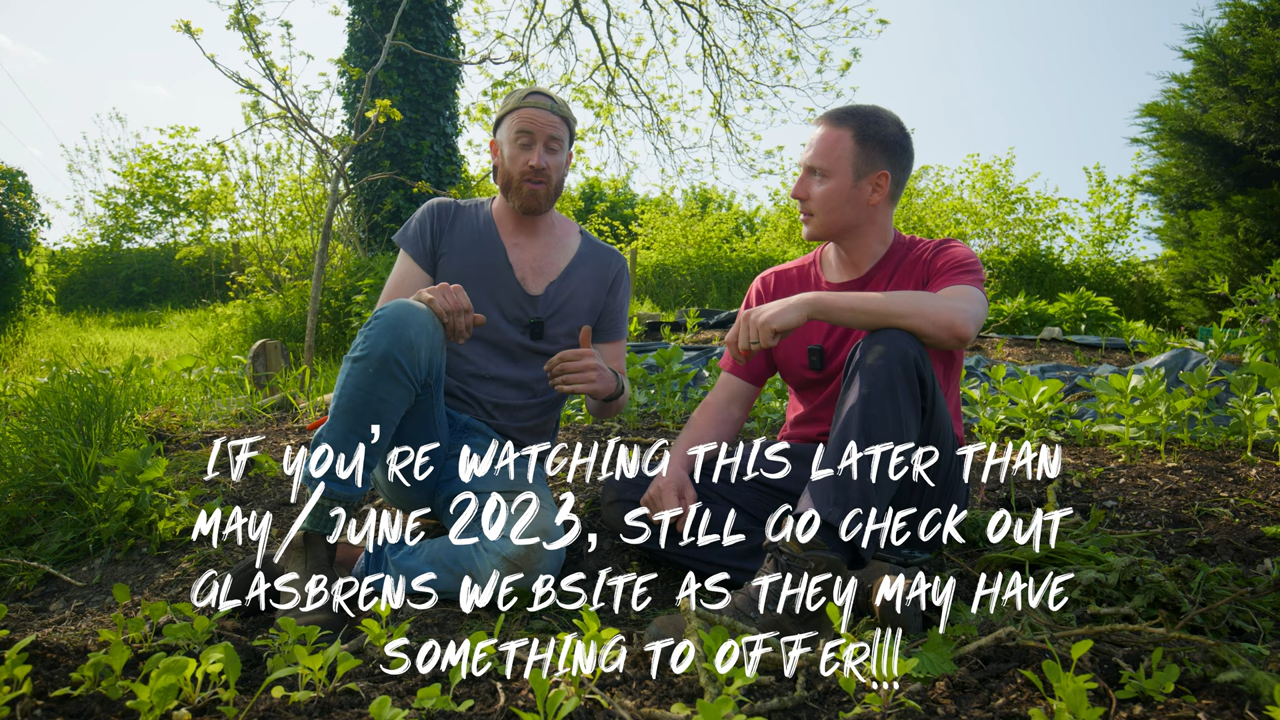 IF YOU'RE WATCHING THIS LATER THAN
MAY/JUNE 2023, STILL GO CHECK OUT
GLASBRENS WEBSITE AS THEY MAY HAVE
SOMETHING TO OFFER!!!